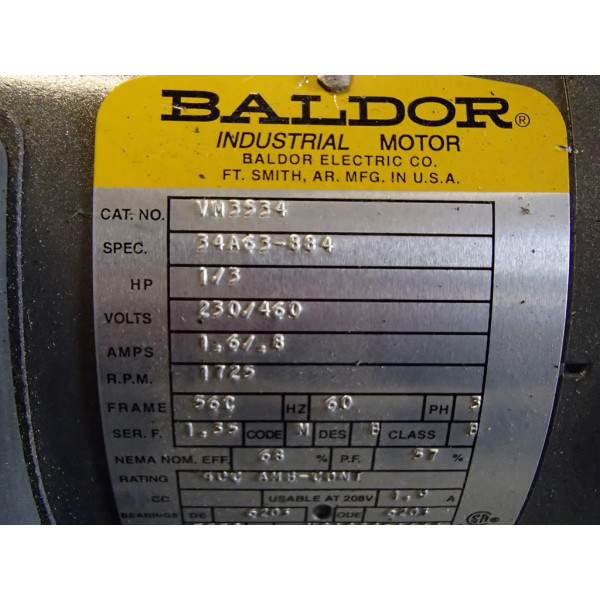 BALDOR®
INDUSTRIAL MOTOR
BALDOR ELECTRIC CO.
FT. SMITH, AR. MFG. IN U.S.A.
CAT. NO. VM3534
SPEC. 34A63-884
HP 1/3
VOLTS 230/460
AMPS 1.6/.8
R.P.M. 1725
FRAME 56C HZ 60 PH 3
SER. F. 1.35 CODE M DES B CLASS B
NEMA NOM. EFF. 68 % P.F. 57 %
RATING 40C AMB-CONT
CC USABLE AT 208V A
BEARINGS DE 6203 ODE 6203